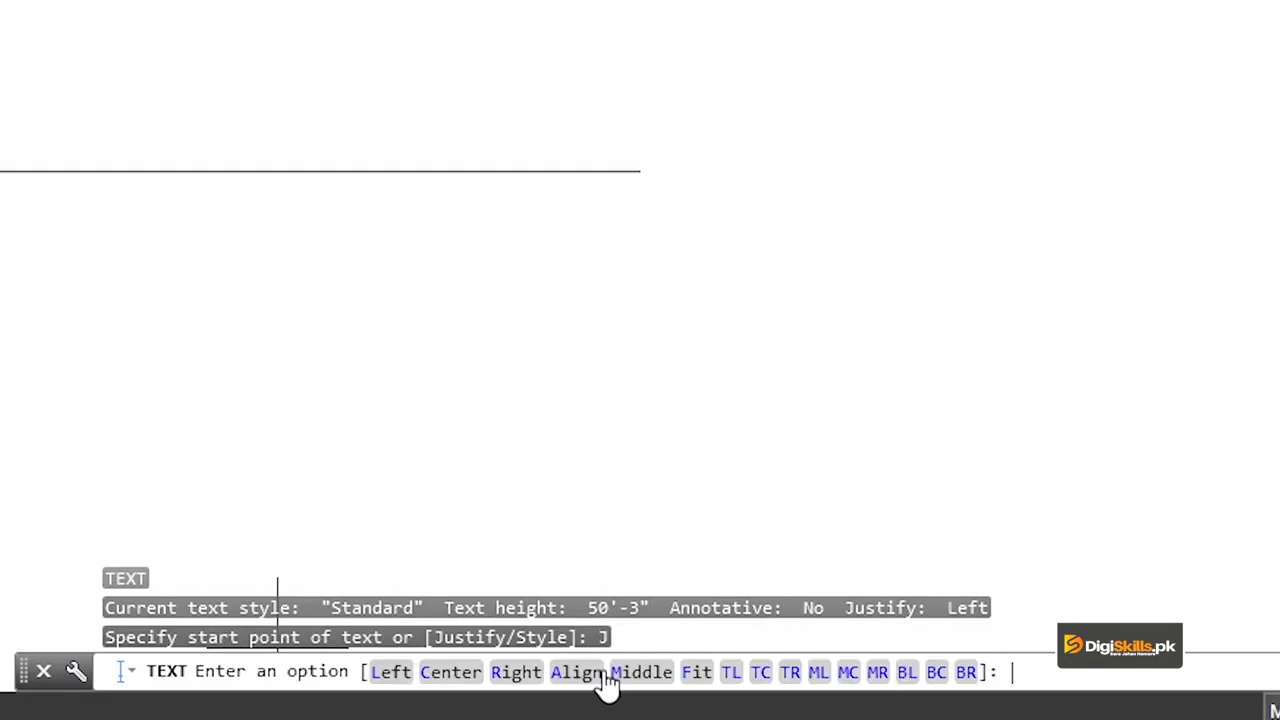 TEXT
Current text style: "Standard" Text height: 50'-3" Annotative: No Justify: Left
Specify start point of text or [Justify/Style]: J
TEXT Enter an option [Left Center Right Align Middle Fit TL TC TR ML MC MR BL BC BR]:
DigiSkills.pk
M